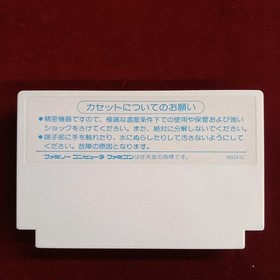 カセットについてのお願い
●精密機器ですので、極端な温度条件下での使用や保管および強い
ショックをさけてください。また、絶対に分解しないでください。
●端子部に手を触れたり、水にぬらしたりして汚さないようにして
ください。故障の原因になります。
ファミリー コンピュータ ファミコンは任天堂の商標です。